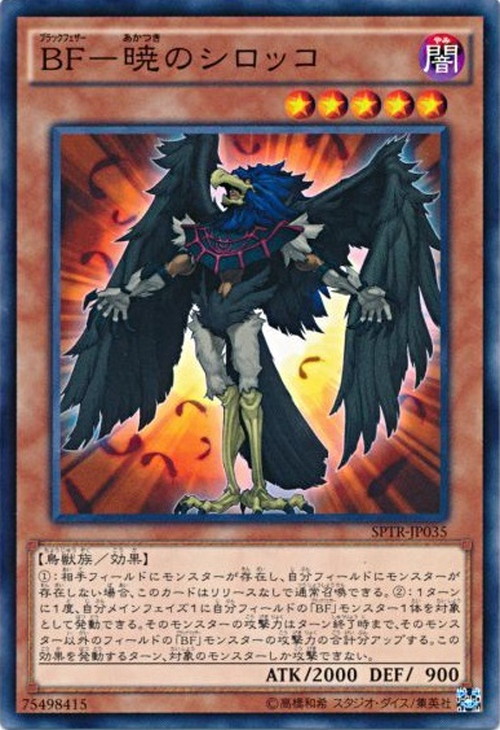 ブラックフェザー あかつき
BF－暁のシロッコ
やみ
闇
SPTR-JP035
【鳥獣族／効果】
①：相手フィールドにモンスターが存在し、自分フィールドにモンスターが
存在しない場合、このカードはリリースなしで通常召喚できる。②：１ターン
に１度、自分メインフェイズ１に自分フィールドの「BF」モンスター１体を対象
として発動できる。そのモンスターの攻撃力はターン終了時まで、そのモンス
ター以外のフィールドの「BF」モンスターの攻撃力の合計分アップする。この
効果を発動するターン、対象のモンスターしか攻撃できない。
ATK/2000 DEF/ 900
75498415 ©高橋和希 スタジオ・ダイス/集英社